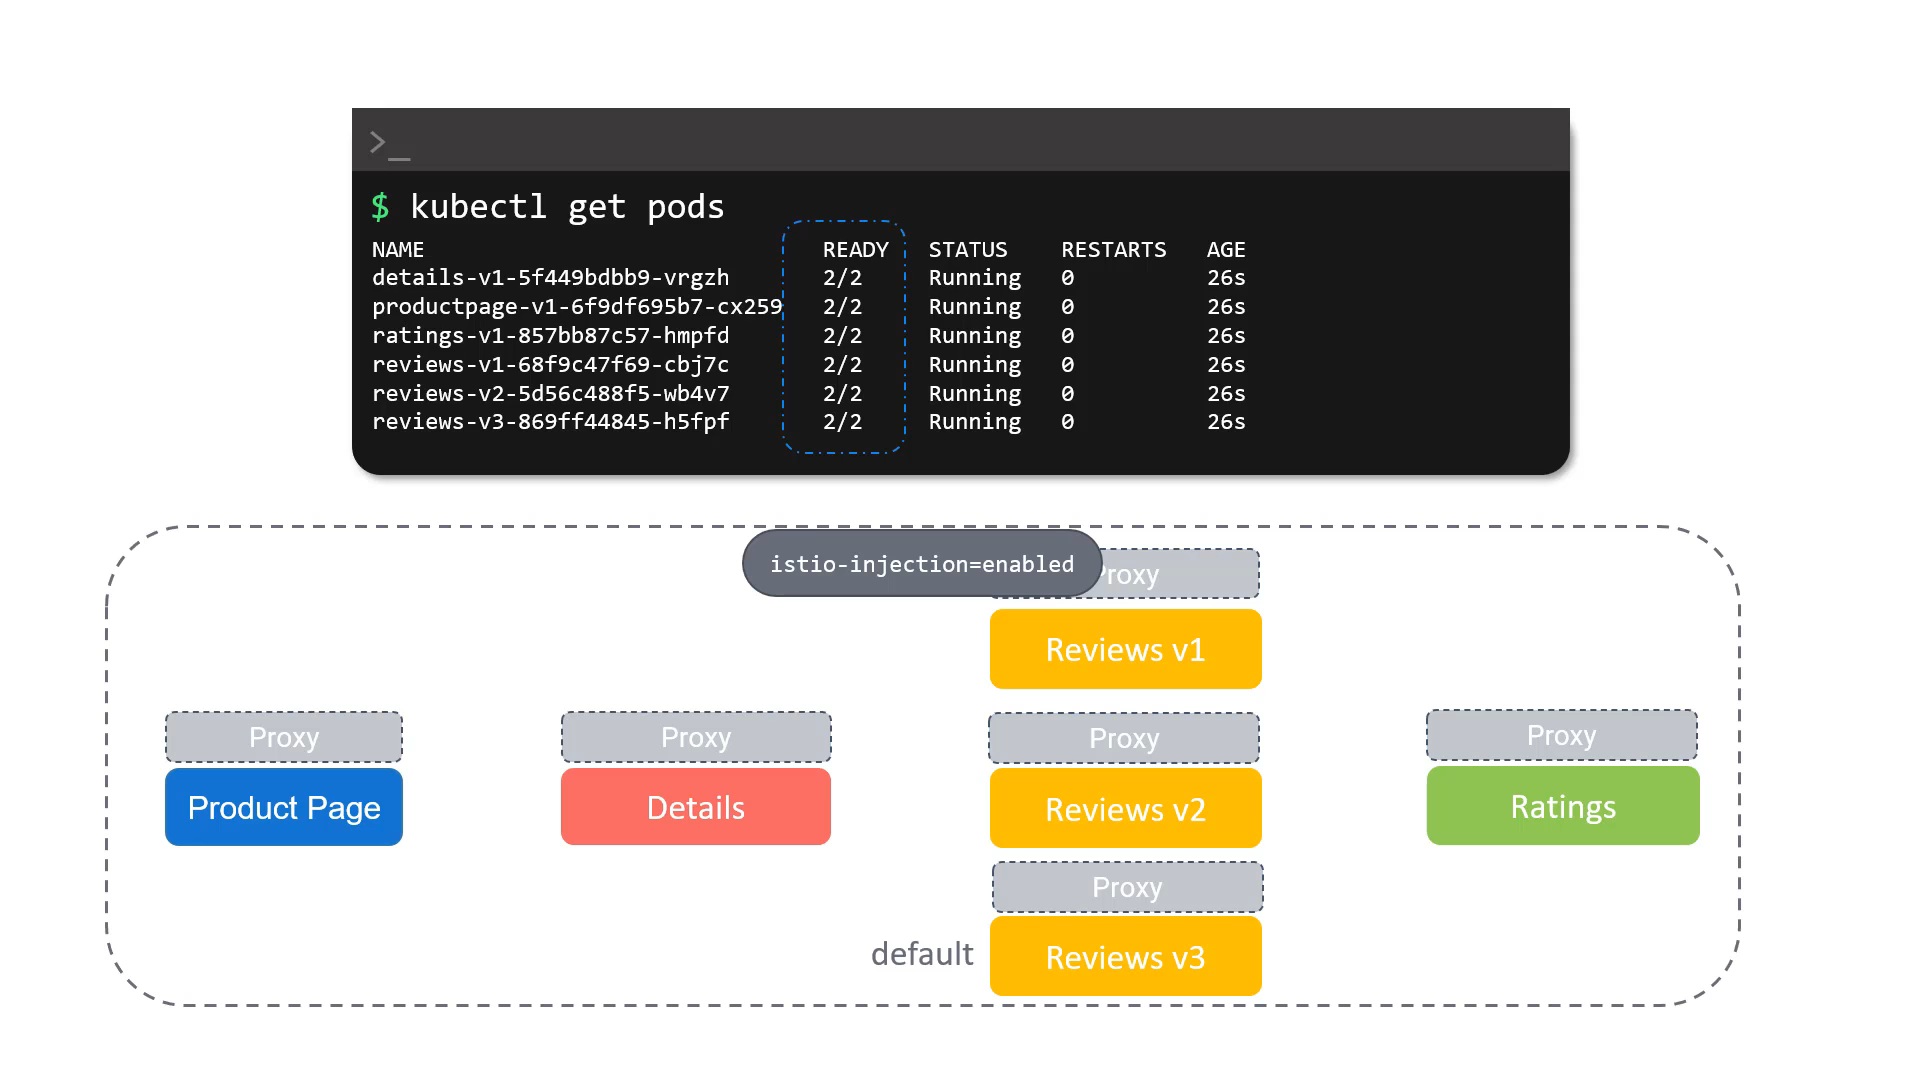 >_
$ kubectl get pods
NAME READY STATUS RESTARTS AGE
details-v1-5f449bdbb9-vrgzh 2/2 Running 0 26s
productpage-v1-6f9df695b7-cx259 2/2 Running 0 26s
ratings-v1-857bb87c57-hmpfd 2/2 Running 0 26s
reviews-v1-68f9c47f69-cbj7c 2/2 Running 0 26s
reviews-v2-5d56c488f5-wb4v7 2/2 Running 0 26s
reviews-v3-869ff44845-h5fpf 2/2 Running 0 26s
istio-injection=enabled
Proxy
Reviews v1
Proxy
Product Page
Proxy
Details
Proxy
Reviews v2
Proxy
Ratings
Proxy
default
Reviews v3